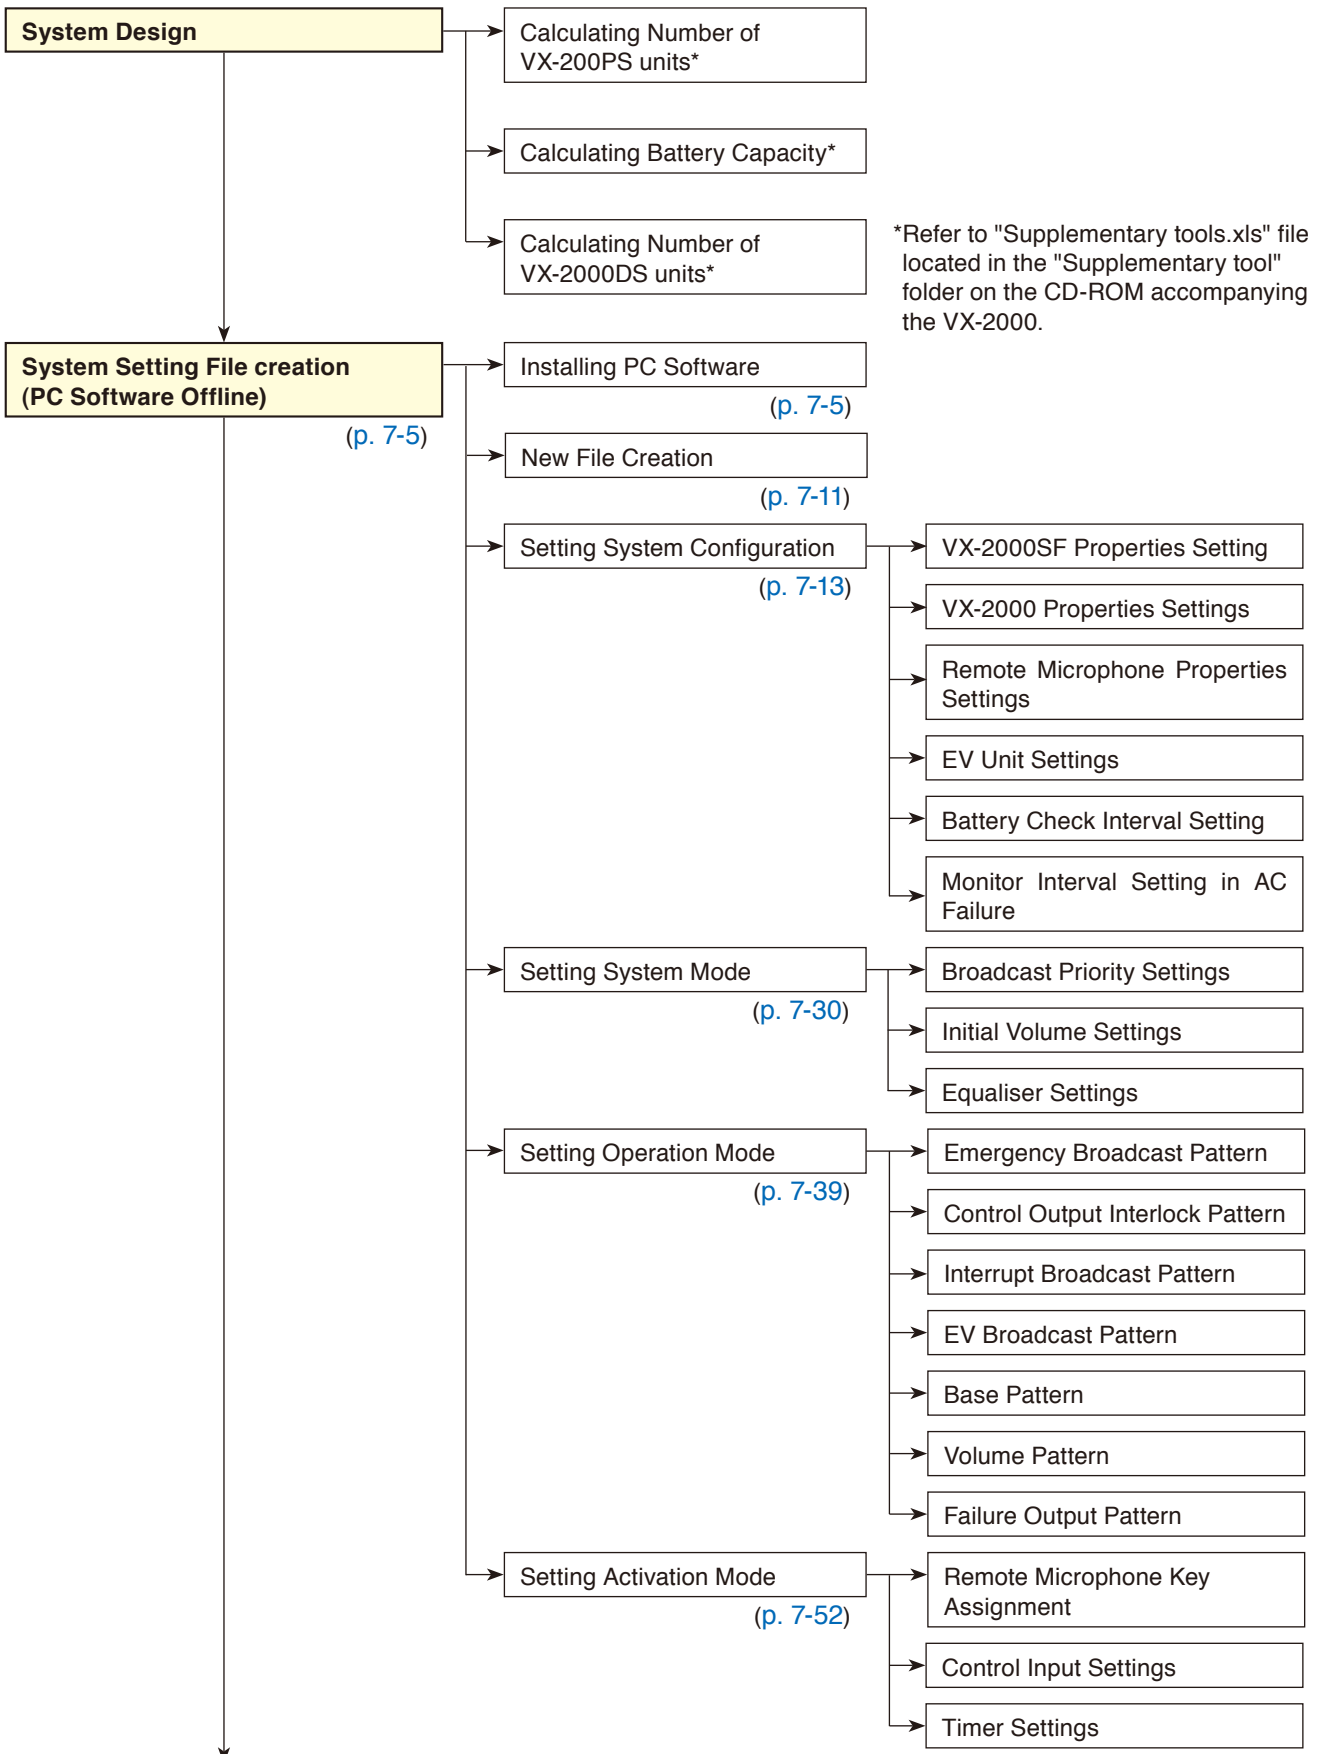 System Design
Calculating Number of
VX-200PS units*
Calculating Battery Capacity*
Calculating Number of
VX-2000DS units*
*Refer to "Supplementary tools.xls" file
located in the "Supplementary tool"
folder on the CD-ROM accompanying
the VX-2000.
System Setting File creation
(PC Software Offline)
(p. 7-5)
Installing PC Software
(p. 7-5)
New File Creation
(p. 7-11)
Setting System Configuration
(p. 7-13)
VX-2000SF Properties Setting
VX-2000 Properties Settings
Remote Microphone Properties
Settings
EV Unit Settings
Battery Check Interval Setting
Monitor Interval Setting in AC
Failure
Setting System Mode
(p. 7-30)
Broadcast Priority Settings
Initial Volume Settings
Equaliser Settings
Setting Operation Mode
(p. 7-39)
Emergency Broadcast Pattern
Control Output Interlock Pattern
Interrupt Broadcast Pattern
EV Broadcast Pattern
Base Pattern
Volume Pattern
Failure Output Pattern
Setting Activation Mode
(p. 7-52)
Remote Microphone Key
Assignment
Control Input Settings
Timer Settings